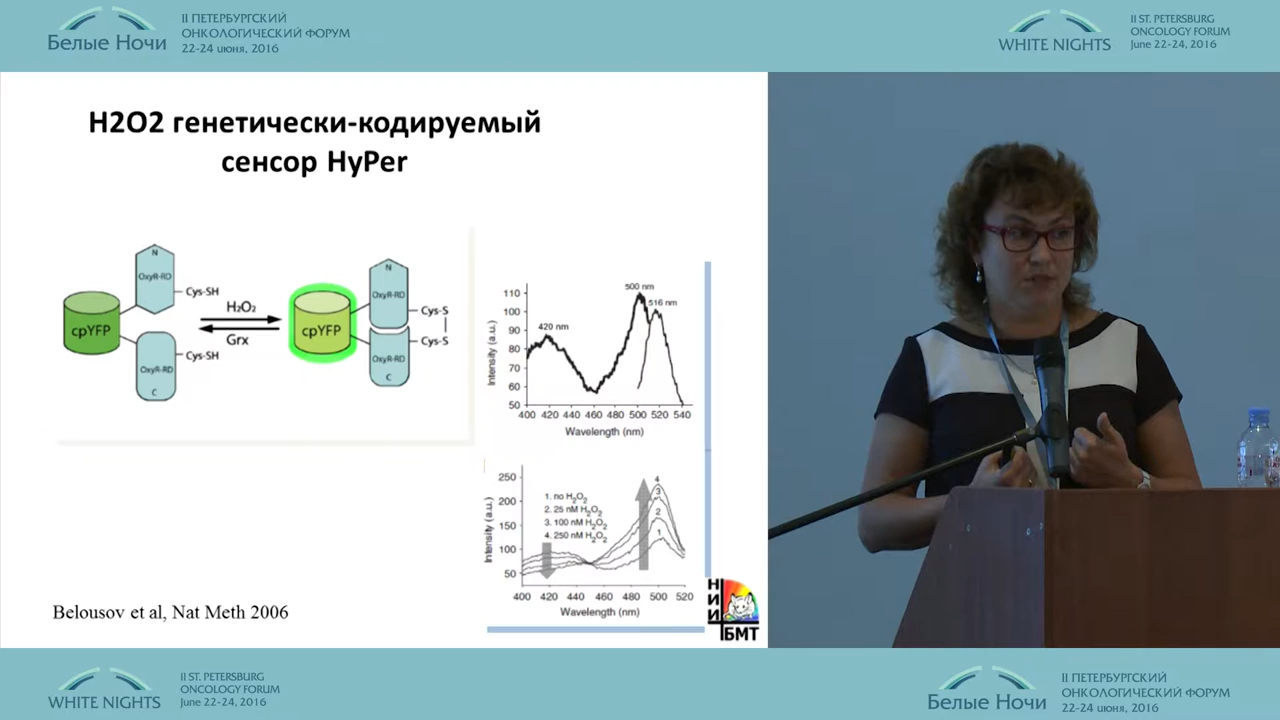 Белые Ночи
II ПЕТЕРБУРГСКИЙ
ОНКОЛОГИЧЕСКИЙ ФОРУМ
22-24 июня, 2016
WHITE NIGHTS
II ST. PETERSBURG
ONCOLOGY FORUM
June 22-24, 2016
H2O2 генетически-кодируемый
сенсор HyPer
N
OxyR-RD
Cys-SH
cpYFP
Cys-SH
OxyR-RD
C
H2O2
Grx
N
OxyR-RD
Cys-S
cpYFP
Cys-S
OxyR-RD
C
500 nm
516 nm
420 nm
110
100
90
80
70
60
50
Intensity (a.u.)
400 420 440 460 480 500 520 540
Wavelength (nm)
250
200
150
100
50
Intensity (a.u.)
1. no H2O2
2. 25 nM H2O2
3. 100 nM H2O2
4. 250 nM H2O2
4
3
2
1
400 420 440 460 480 500 520
Wavelength (nm)
Belousov et al, Nat Meth 2006
НИИ
БМТ
WHITE NIGHTS
II ST. PETERSBURG
ONCOLOGY FORUM
June 22-24, 2016
Белые Ночи
II ПЕТЕРБУРГСКИЙ
ОНКОЛОГИЧЕСКИЙ ФОРУМ
22-24 июня, 2016